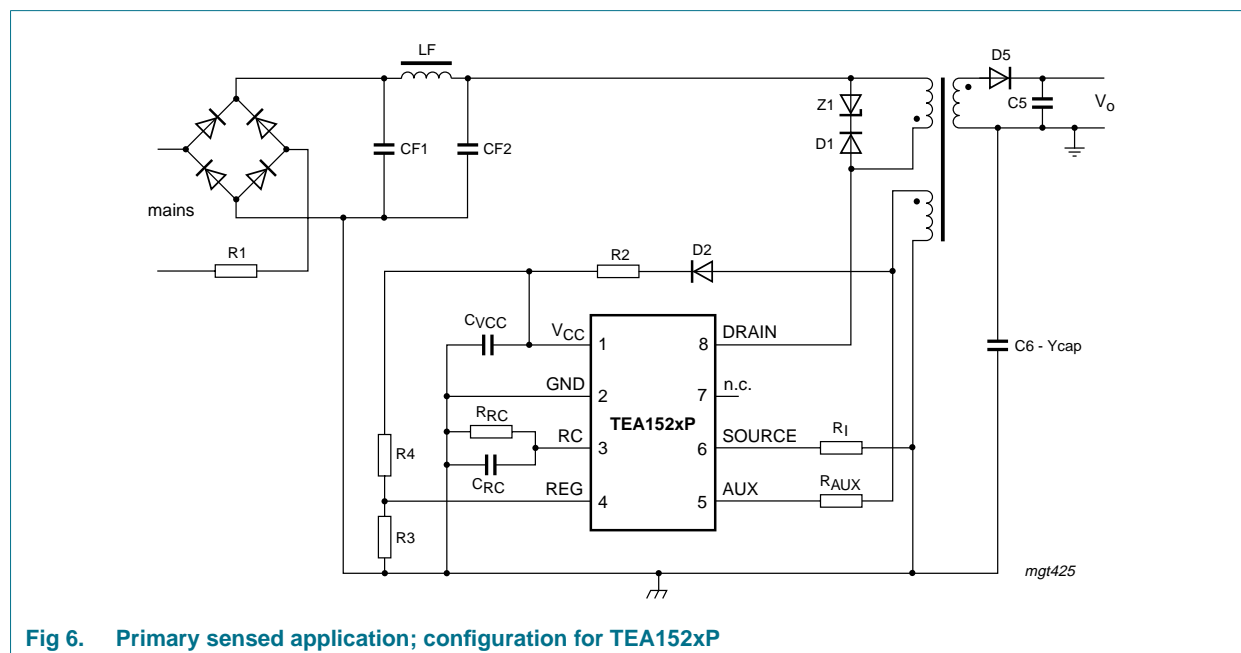 LF
D5
Z1
C5
Vo
D1
CF1
CF2
mains
R1
R2
D2
CVCC
VCC
1
8
DRAIN
C6 - Ycap
GND
2
7
n.c.
TEA152xP
RRC
RC
3
6
SOURCE
RI
R4
CRC
REG
4
5
AUX
RAUX
R3
mgt425
Fig 6. Primary sensed application; configuration for TEA152xP